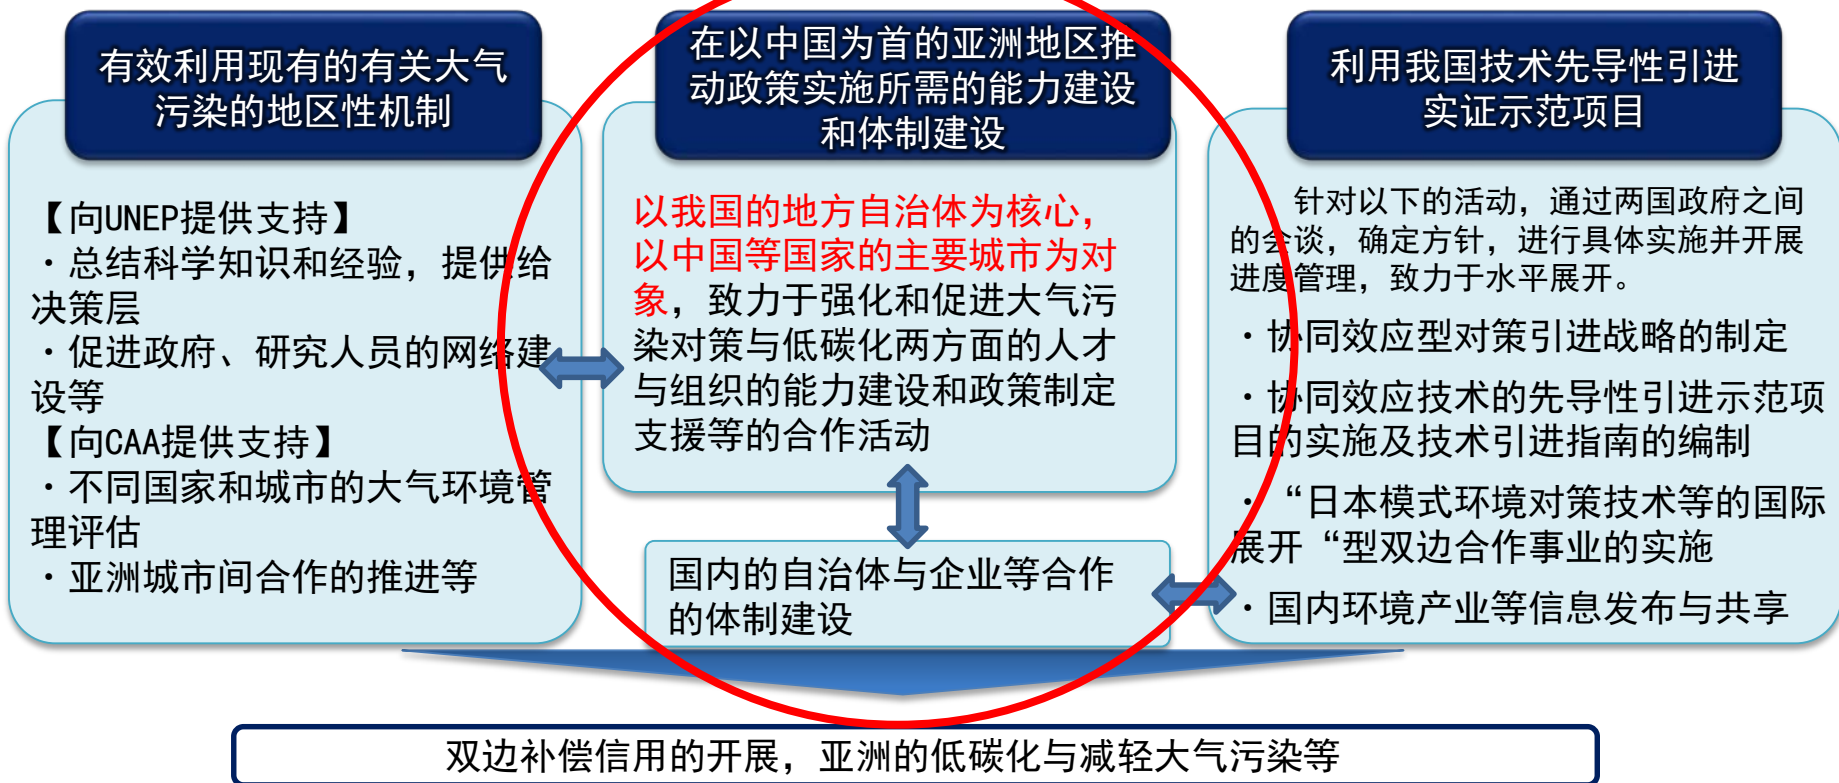 有效利用现有的有关大气
污染的地区性机制
【向UNEP提供支持】
・总结科学知识和经验，提供给
决策层
・促进政府、研究人员的网络建
设等
【向CAA提供支持】
・不同国家和城市的大气环境管
理评估
・亚洲城市间合作的推进等
在以中国为首的亚洲地区推
动政策实施所需的能力建设
和体制建设
以我国的地方自治体为核心，
以中国等国家的主要城市为对
象，致力于强化和促进大气污
染对策与低碳化两方面的人才
与组织的能力建设和政策制定
支援等的合作活动
国内的自治体与企业等合作
的体制建设
利用我国技术先导性引进
实证示范项目
针对以下的活动，通过两国政府之间
的会谈，确定方针，进行具体实施并开展
进度管理，致力于水平展开。
・协同效应型对策引进战略的制定
・协同效应技术的先导性引进示范项
目的实施及技术引进指南的编制
・“日本模式环境对策技术等的国际
展开“型双边合作事业的实施
・国内环境产业等信息发布与共享
双边补偿信用的开展，亚洲的低碳化与减轻大气污染等